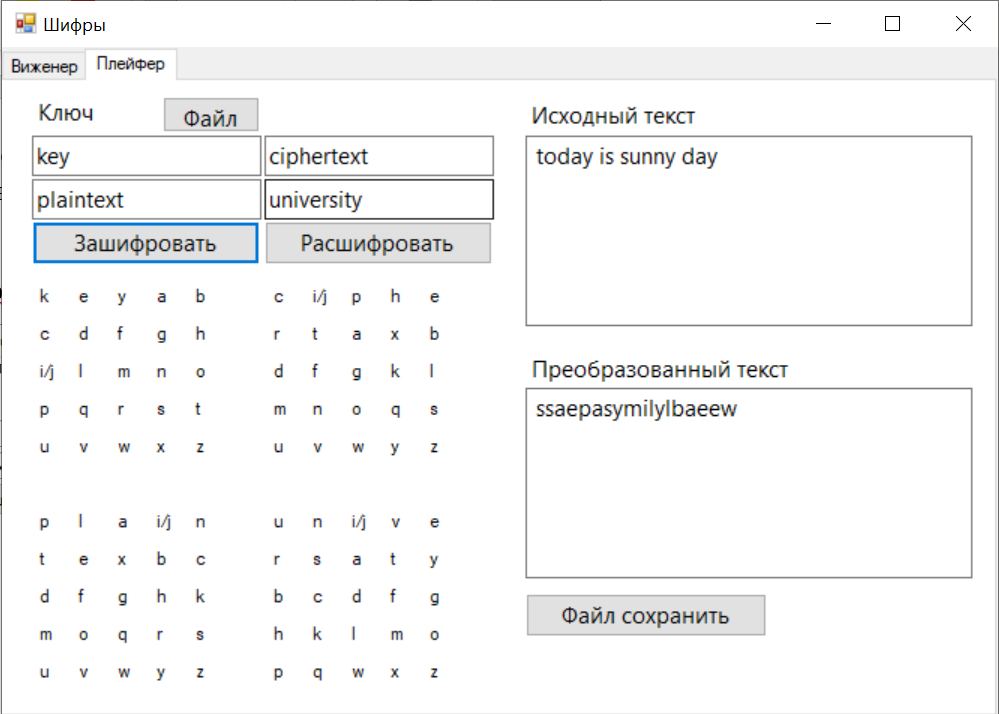 Шифры
Виженер Плейфер
Ключ Файл
key ciphertext
plaintext university
Зашифровать Расшифровать
k e y a b c i/j p h e
c d f g h r t a x b
i/j l m n o d f g k l
p q r s t m n o q s
u v w x z u v w y z
p l a i/j n u n i/j v e
t e x b c r s a t y
d f g h k b c d f g
m o q r s h k l m o
u v w y z p q w x z
Исходный текст
today is sunny day
Преобразованный текст
ssaepasymilylbaeew
Файл сохранить